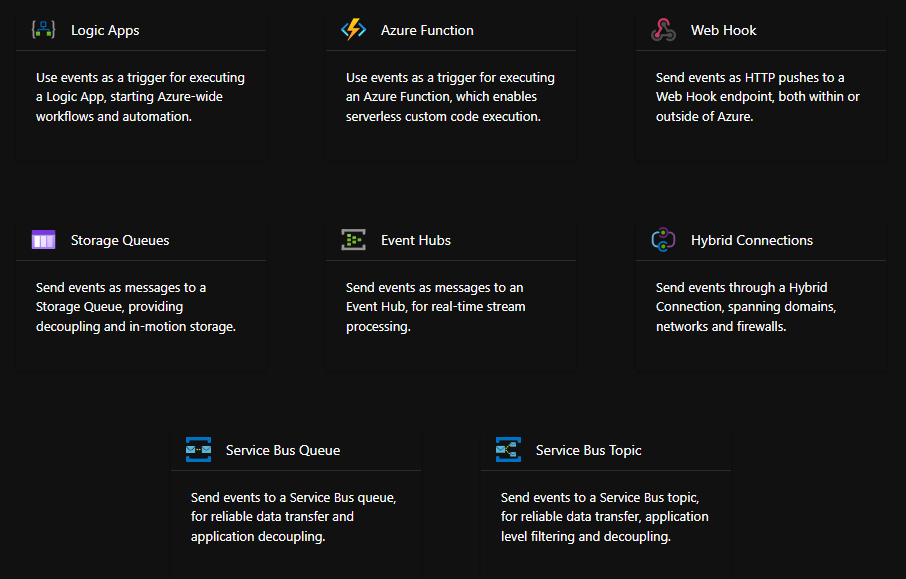 Logic Apps
Use events as a trigger for executing
a Logic App, starting Azure-wide
workflows and automation.
Azure Function
Use events as a trigger for executing
an Azure Function, which enables
serverless custom code execution.
Web Hook
Send events as HTTP pushes to a
Web Hook endpoint, both within or
outside of Azure.
Storage Queues
Send events as messages to a
Storage Queue, providing
decoupling and in-motion storage.
Event Hubs
Send events as messages to an
Event Hub, for real-time stream
processing.
Hybrid Connections
Send events through a Hybrid
Connection, spanning domains,
networks and firewalls.
Service Bus Queue
Send events to a Service Bus queue,
for reliable data transfer and
application decoupling.
Service Bus Topic
Send events to a Service Bus topic,
for reliable data transfer, application
level filtering and decoupling.